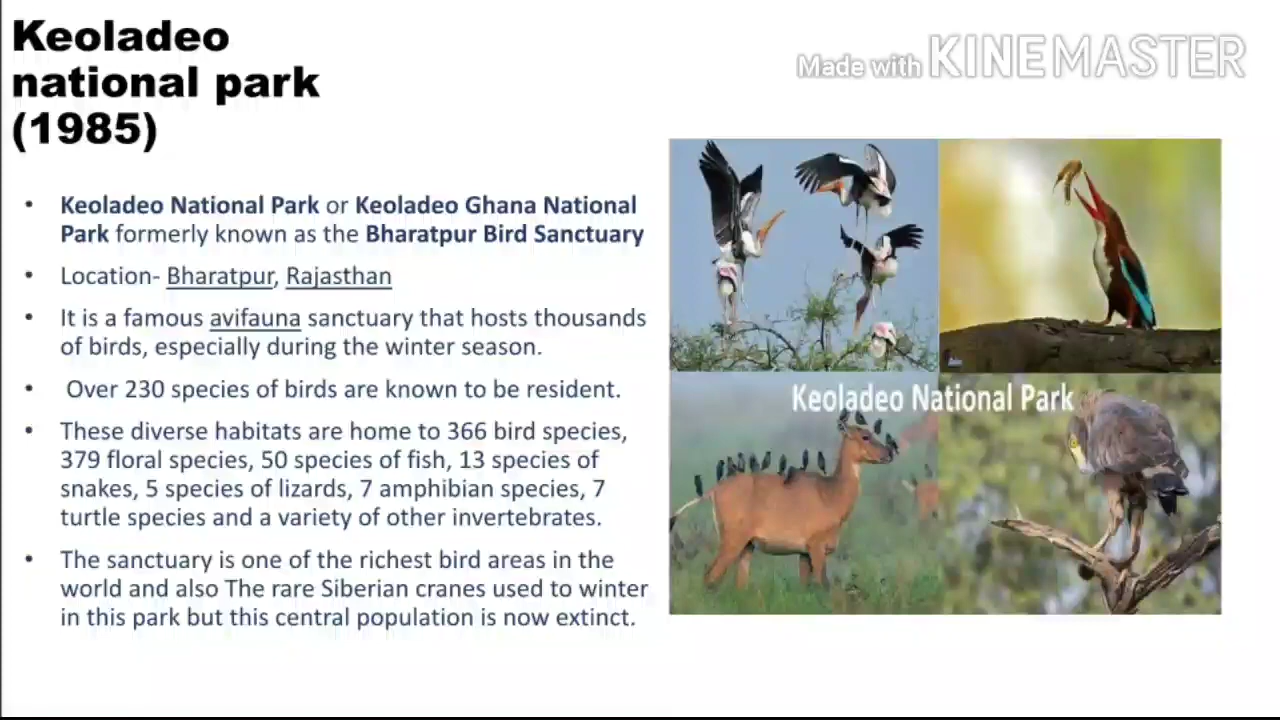 Keoladeo
national park
(1985)
Made with KINEMASTER
• Keoladeo National Park or Keoladeo Ghana National
Park formerly known as the Bharatpur Bird Sanctuary
• Location- Bharatpur, Rajasthan
• It is a famous avifauna sanctuary that hosts thousands
of birds, especially during the winter season.
• Over 230 species of birds are known to be resident.
• These diverse habitats are home to 366 bird species,
379 floral species, 50 species of fish, 13 species of
snakes, 5 species of lizards, 7 amphibian species, 7
turtle species and a variety of other invertebrates.
• The sanctuary is one of the richest bird areas in the
world and also The rare Siberian cranes used to winter
in this park but this central population is now extinct.
Keoladeo National Park